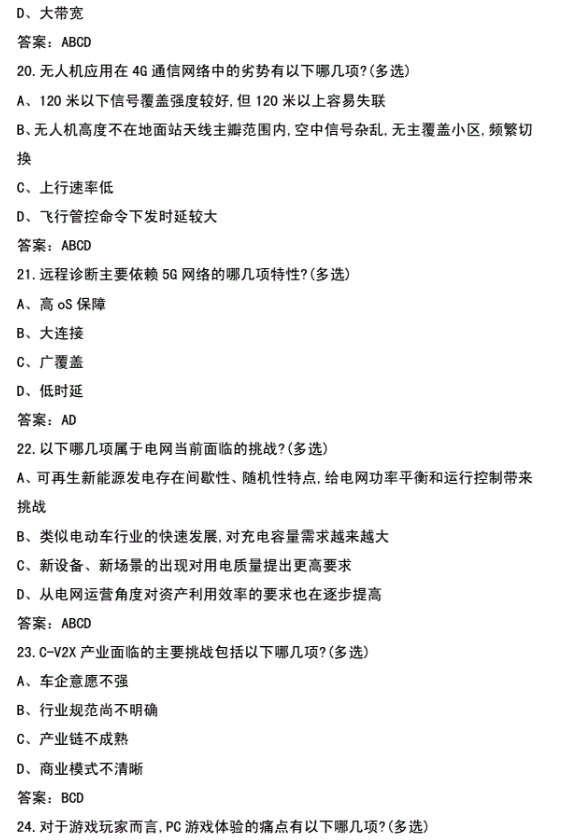 D、大带宽
答案：ABCD
20.无人机应用在 4G 通信网络中的劣势有以下哪几项?(多选)
A、120 米以下信号覆盖强度较好,但 120 米以上容易失联
B、无人机高度不在地面站天线主瓣范围内,空中信号杂乱,无主覆盖小区,频繁切
换
C、上行速率低
D、飞行管控命令下发时延较大
答案：ABCD
21.远程诊断主要依赖 5G 网络的哪几项特性?(多选)
A、高 oS 保障
B、大连接
C、广覆盖
D、低时延
答案：AD
22.以下哪几项属于电网当前面临的挑战?(多选)
A、可再生新能源发电存在间歇性、随机性特点,给电网功率平衡和运行控制带来
挑战
B、类似电动车行业的快速发展,对充电容量需求越来越大
C、新设备、新场景的出现对用电质量提出更高要求
D、从电网运营角度对资产利用效率的要求也在逐步提高
答案：ABCD
23.C-V2X 产业面临的主要挑战包括以下哪几项?(多选)
A、车企意愿不强
B、行业规范尚不明确
C、产业链不成熟
D、商业模式不清晰
答案：BCD
24.对于游戏玩家而言,PC 游戏体验的痛点有以下哪几项?(多选)